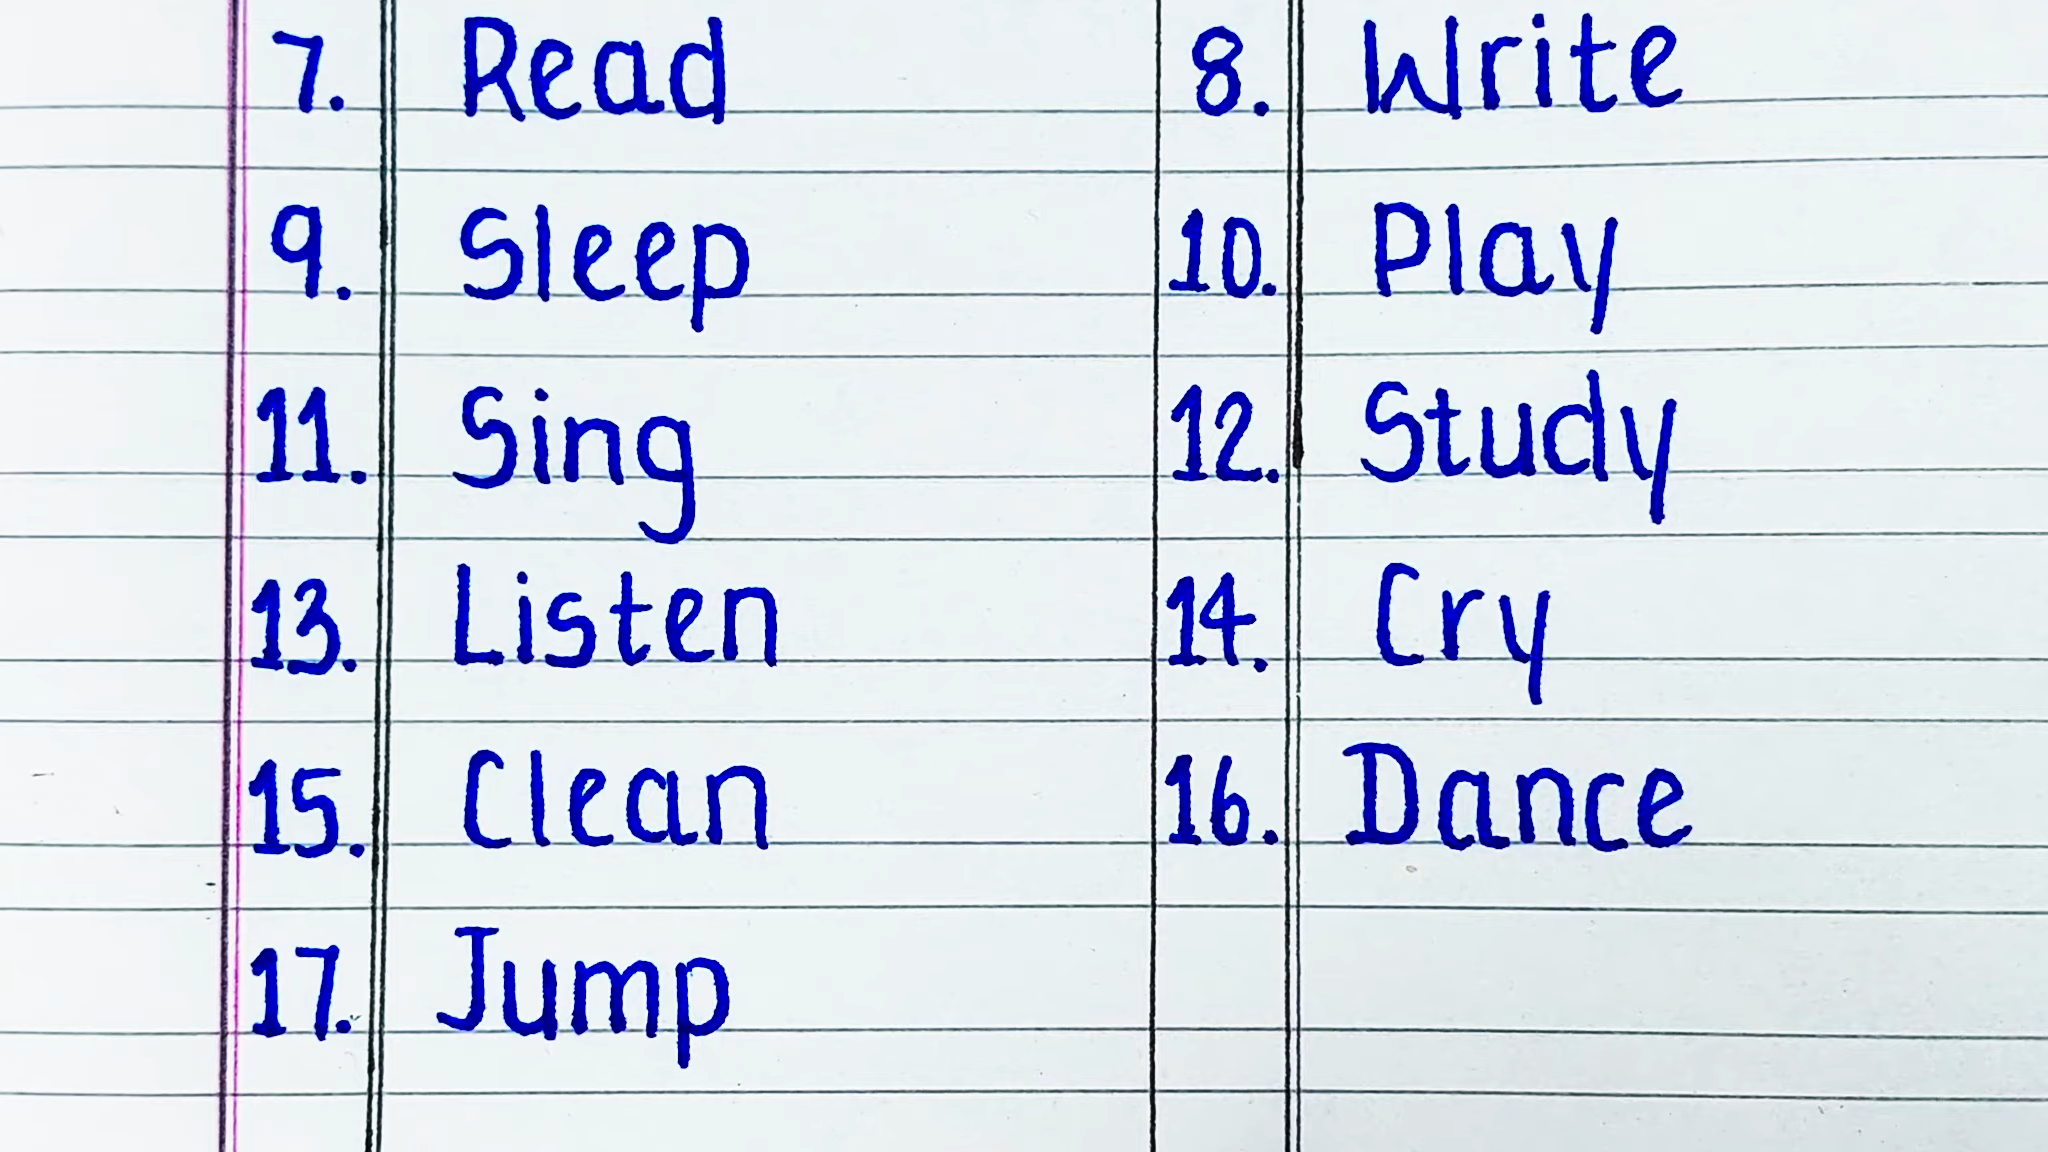 7. Read 8. Write
9. Sleep 10. Play
11. Sing 12. Study
13. Listen 14. Cry
15. Clean 16. Dance
17. Jump